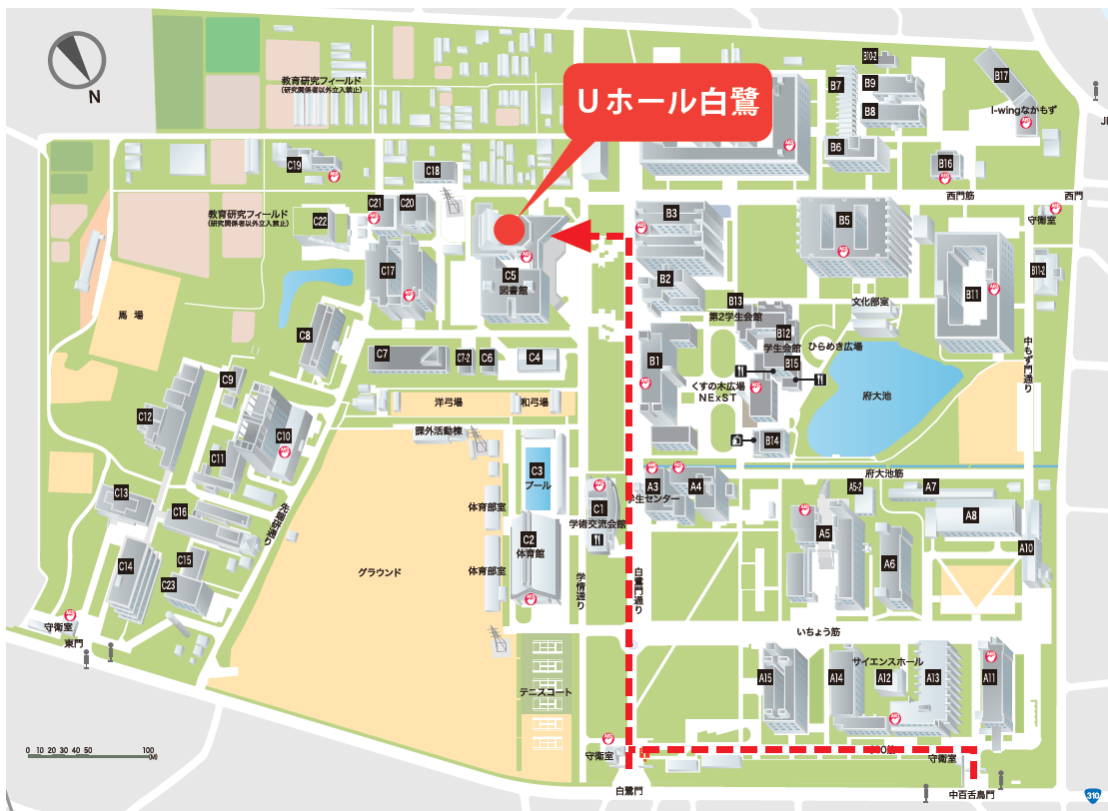 N
教育研究フィールド
(研究関係者以外立入禁止)
Uホール白鷺
B10-2
B7
B9
B8
B6
B17
I-wingなかもず
B16
西門筋
西門
守衛室
C19
C18
C21
C20
C22
教育研究フィールド
(研究関係者以外立入禁止)
C17
C5
図書館
B3
B2
B5
B11
B11-2
B13
第2学生会館
B12
学生会館
B15
文化部室
ひらめき広場
中もず門通り
馬場
C8
C7
C7-2
C6
C4
B1
くすの木広場
NExST
府大池
B14
C9
C12
C10
C11
洋弓場
和弓場
課外活動棟
C3
プール
体育部室
C13
C16
C14
C15
C23
先端研通り
グラウンド
C2
体育館
体育部室
C1
学術交流会館
学情通り
白鷺門通り
A3
A4
学生センター
府大池筋
A5-2
A7
A5
A8
A6
A10
守衛室
東門
いちょう筋
サイエンスホール
A15
A14
A12
A13
A11
テニスコート
守衛室
白鷺門
守衛室
中百舌鳥門
310
0 10 20 30 40 50 100
(M)